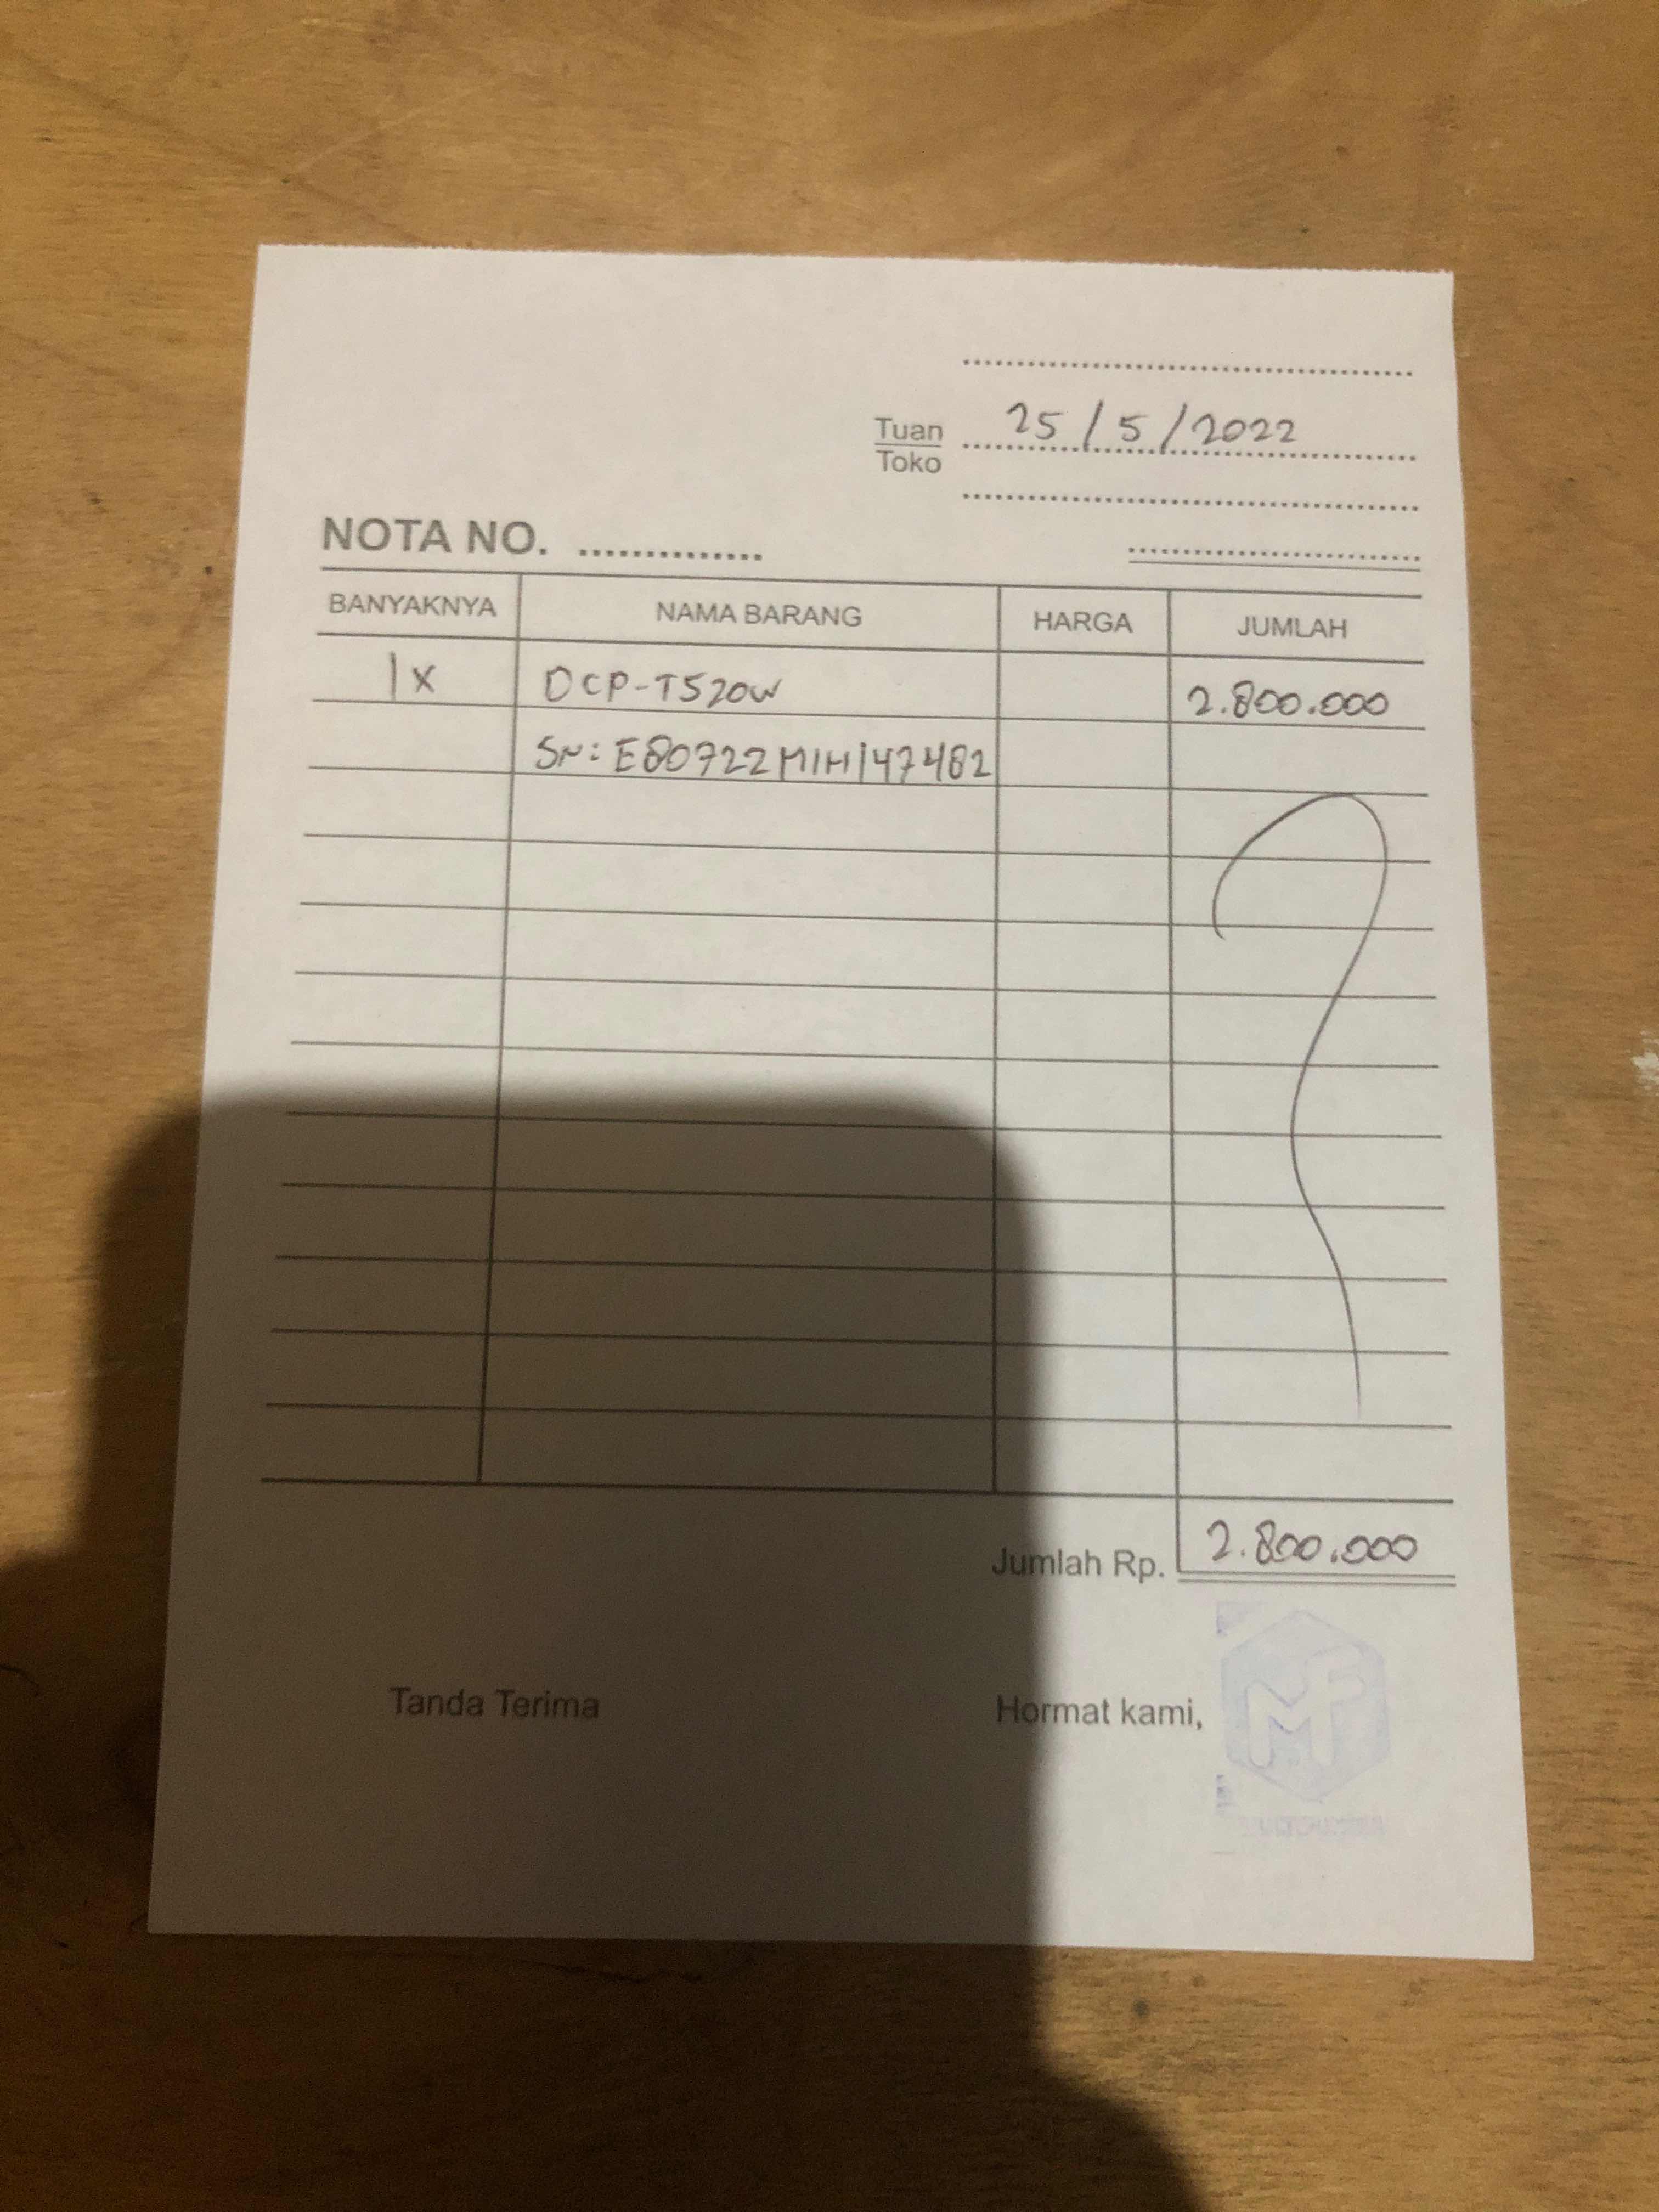 25/5/2022
Tuan
Toko
NOTA NO.
BANYAKNYA NAMA BARANG HARGA JUMLAH
1x DCP-T520W 2.800.000
SN: E80722M1H147482
Jumlah Rp. 2.800.000
Tanda Terima Hormat kami,
MF